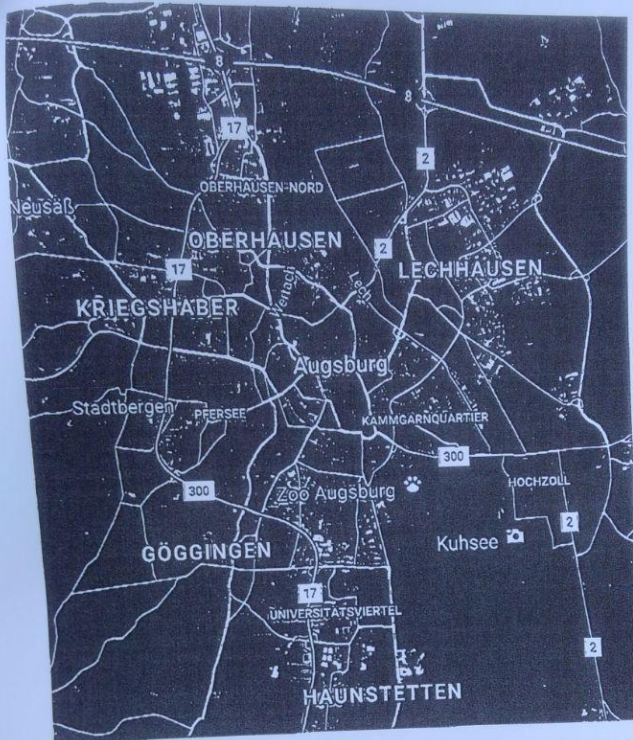 8
8
17
2
OBERHAUSEN-NORD
Neusäß
OBERHAUSEN
2
17
LECHHAUSEN
Wertach
Lech
KRIEGSHABER
Augsburg
Stadtbergen
PFERSEE
KAMMGARNQUARTIER
300
300
Zoo Augsburg
HOCHZOLL
2
Kuhsee
GÖGGINGEN
17
UNIVERSITÄTSVIERTEL
2
HAUNSTETTEN